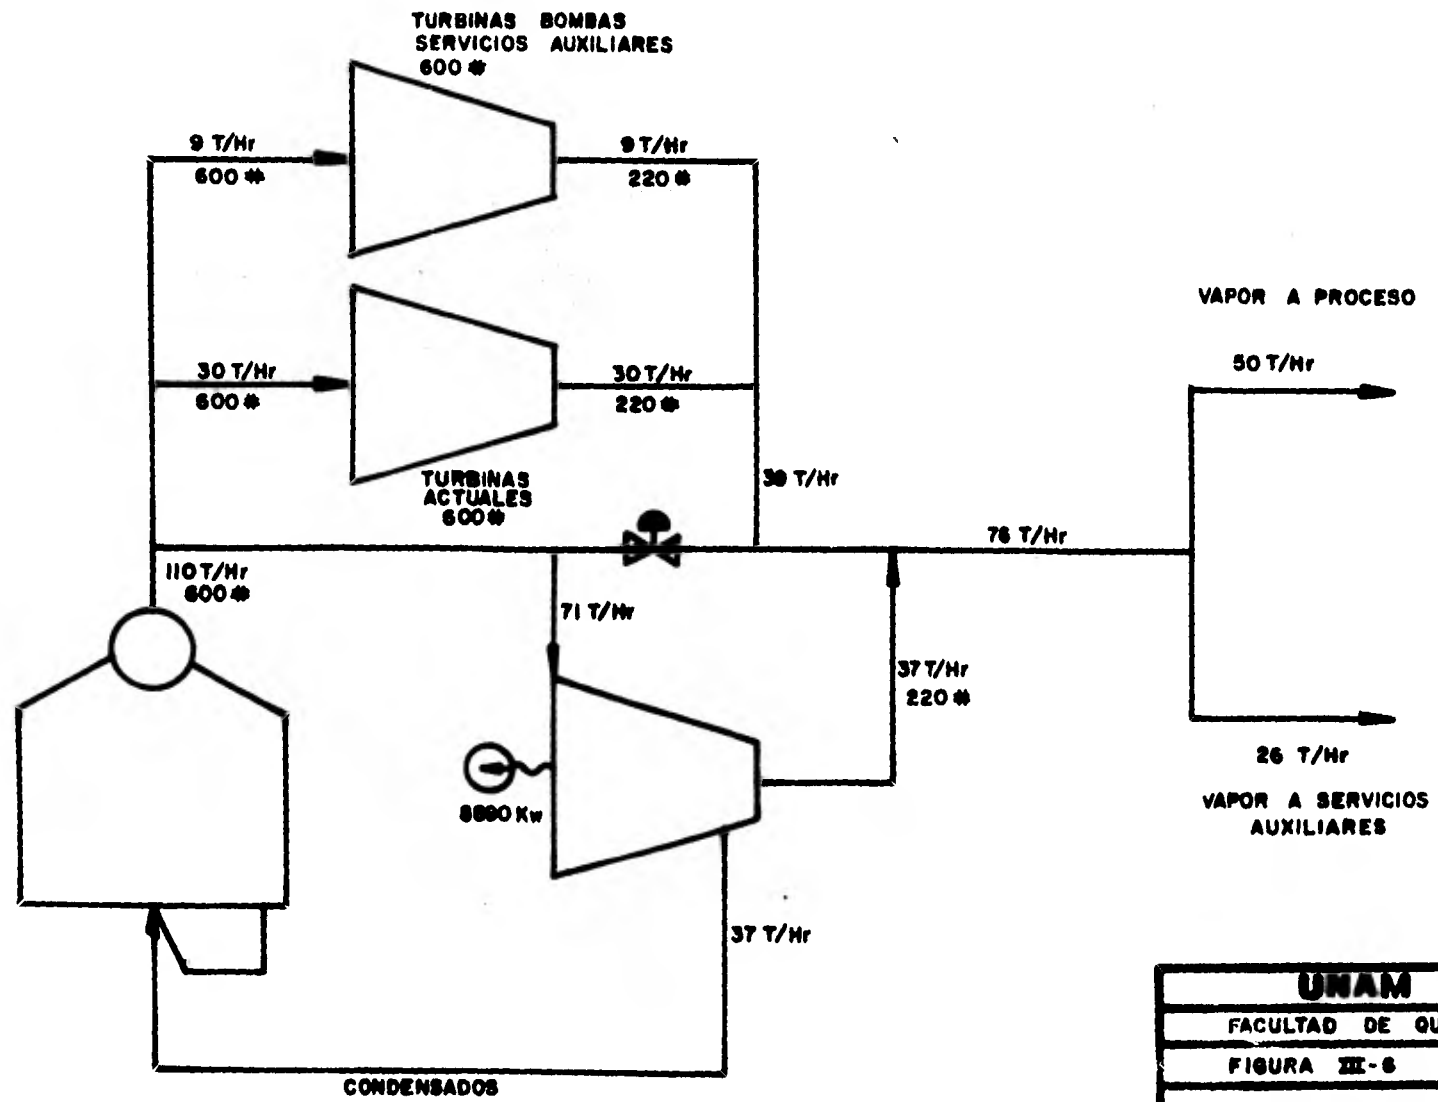 TURBINAS BOMBAS
SERVICIOS AUXILIARES
600 #
9 T/Hr
600 #
9 T/Hr
220 #
30 T/Hr
600 #
30 T/Hr
220 #
TURBINAS
ACTUALES
600 #
39 T/Hr
VAPOR A PROCESO
50 T/Hr
76 T/Hr
110 T/Hr
600 #
71 T/Hr
37 T/Hr
220 #
Kw
26 T/Hr
VAPOR A SERVICIOS
AUXILIARES
37 T/Hr
CONDENSADOS
UNAM
FACULTAD DE QU
FIGURA III-6